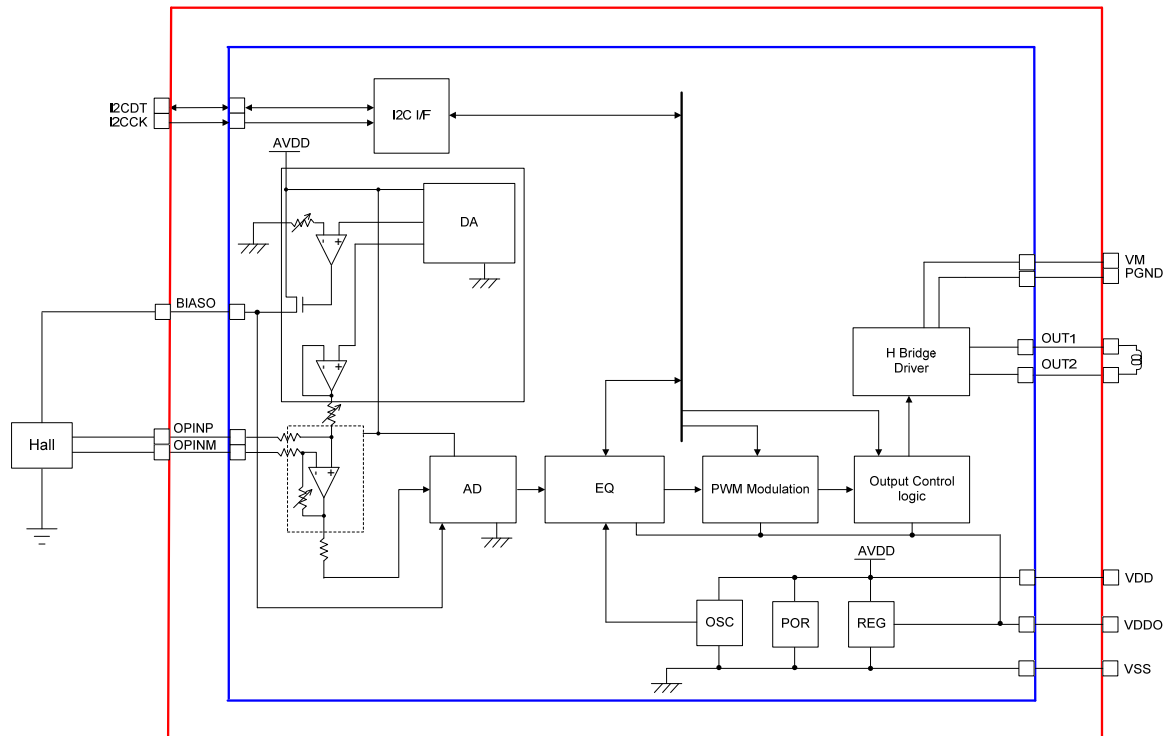 I2CDT
I2CCK
I2C I/F
AVDD
DA
- +
BIASO
VM
PGND
- +
H Bridge
Driver
OUT1
OUT2
Hall
OPINP
OPINM
- +
AD
EQ
PWM Modulation
Output Control
logic
AVDD
VDD
OSC
POR
REG
VDDO
VSS